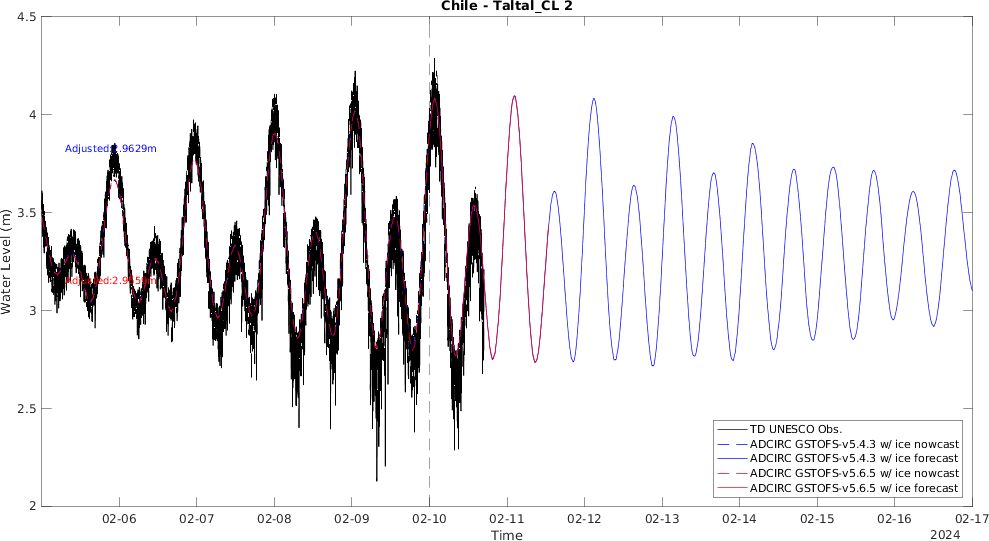 Chile - Taltal_CL 2
4.5
4
3.5
3
2.5
2
Water Level (m)
02-06
02-07
02-08
02-09
02-10
02-11
02-12
02-13
02-14
02-15
02-16
02-17
Time
2024
TD UNESCO Obs.
ADCIRC GSTOFS-v5.4.3 w/ ice nowcast
ADCIRC GSTOFS-v5.4.3 w/ ice forecast
ADCIRC GSTOFS-v5.6.5 w/ ice nowcast
ADCIRC GSTOFS-v5.6.5 w/ ice forecast